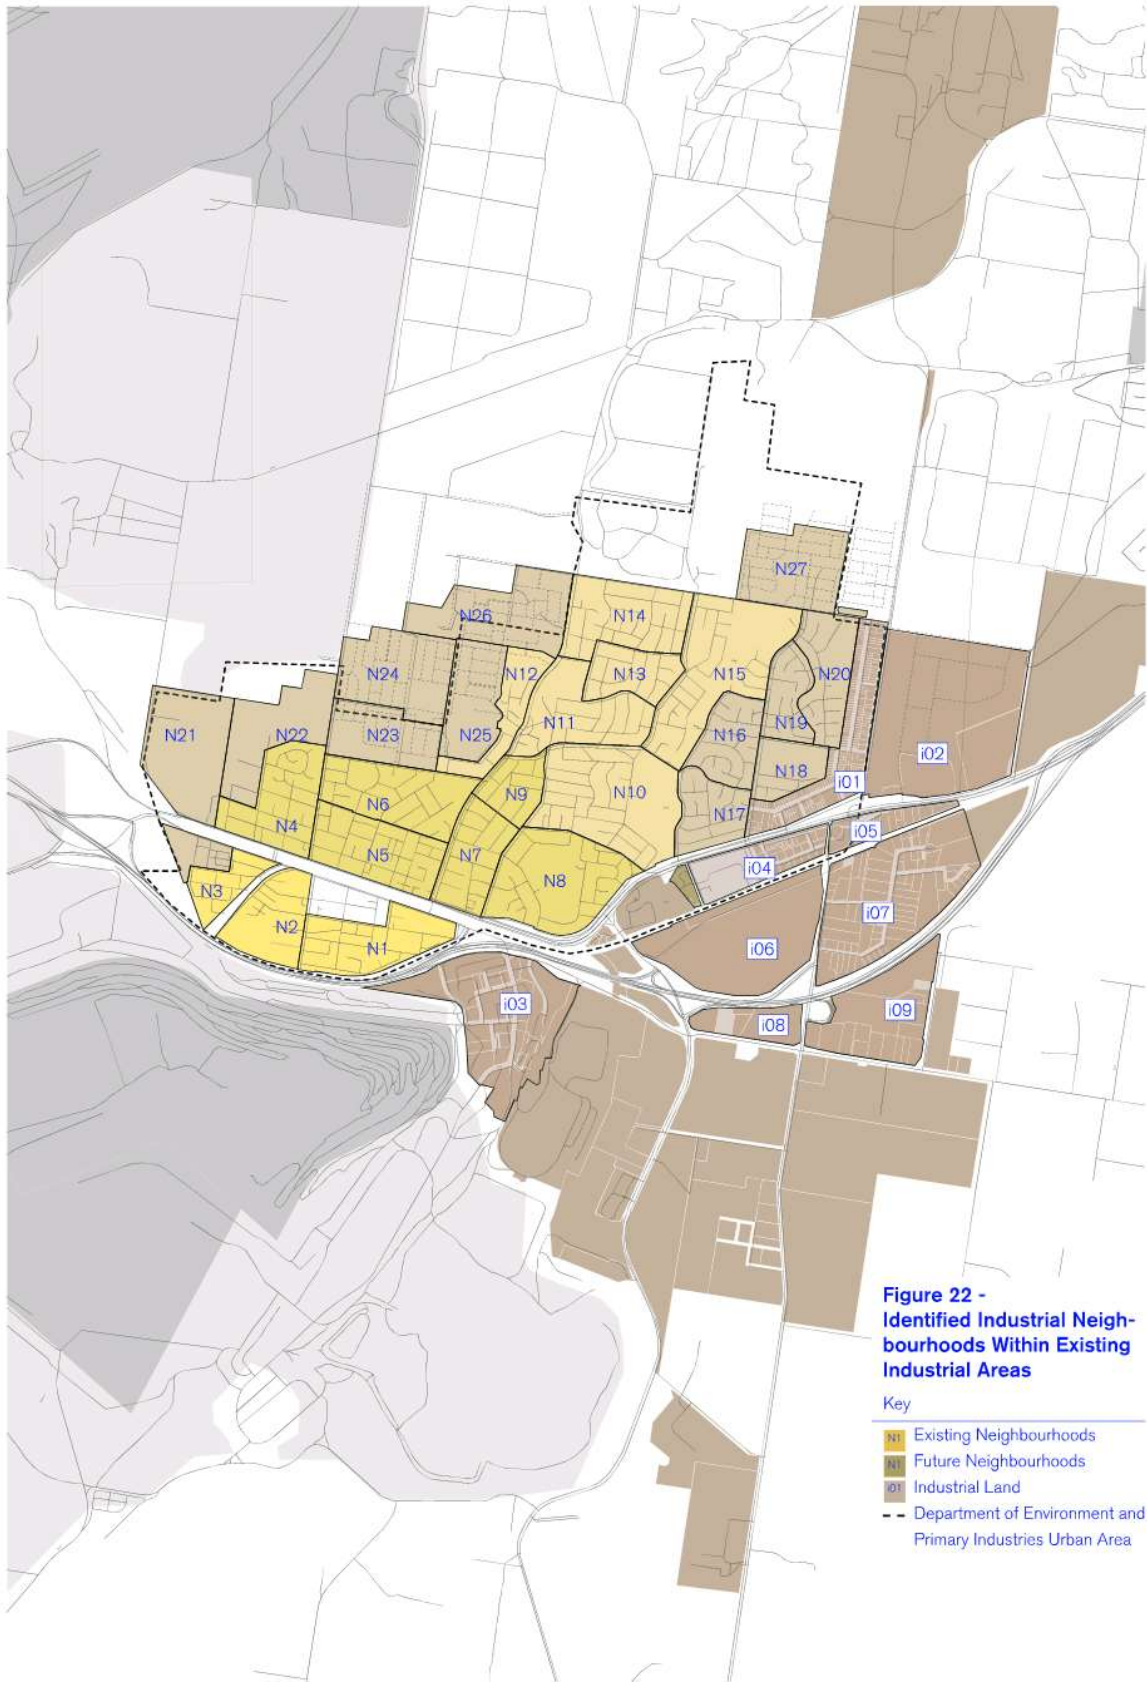 N27
N14
N26
N12
N13
N15
N20
N24
N11
N19
N21
N22
N23
N25
N16
i02
N18
i01
N6
N9
N10
N17
i05
N4
N5
N7
i04
N8
N3
i07
N2
N1
i06
i03
i09
i08
Figure 22 -
Identified Industrial Neigh-
bourhoods Within Existing
Industrial Areas
Key
N1 Existing Neighbourhoods
N1 Future Neighbourhoods
i01 Industrial Land
Department of Environment and
Primary Industries Urban Area